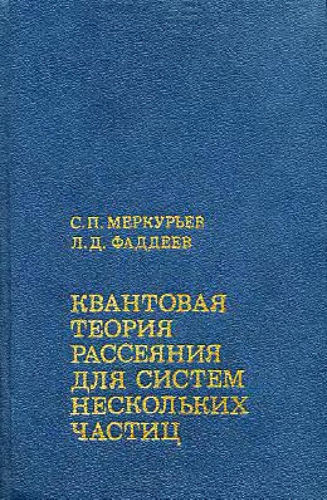 С.П. МЕРКУРЬЕВ
Л.Д. ФАДДЕЕВ
КВАНТОВАЯ
ТЕОРИЯ
РАССЕЯНИЯ
ДЛЯ СИСТЕМ
НЕСКОЛЬКИХ
ЧАСТИЦ